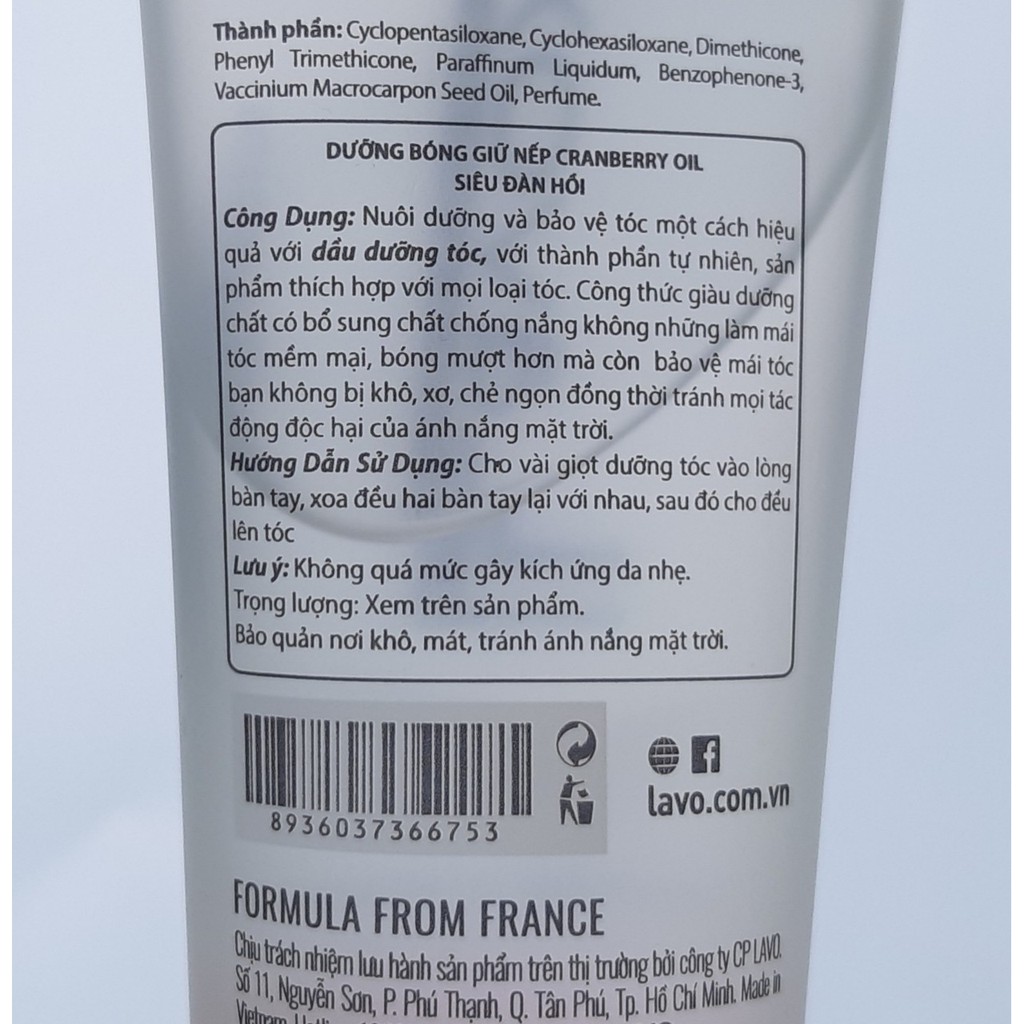 Thành phần: Cyclopentasiloxane, Cyclohexasiloxane, Dimethicone,
Phenyl Trimethicone, Paraffinum Liquidum, Benzophenone-3,
Vaccinium Macrocarpon Seed Oil, Perfume.
DƯỠNG BÓNG GIỮ NẾP CRANBERRY OIL
SIÊU ĐÀN HỒI
Công Dụng: Nuôi dưỡng và bảo vệ tóc một cách hiệu
quả với dầu dưỡng tóc, với thành phần tự nhiên, sản
phẩm thích hợp với mọi loại tóc. Công thức giàu dưỡng
chất có bổ sung chất chống nắng không những làm mái
tóc mềm mại, bóng mượt hơn mà còn bảo vệ mái tóc
bạn không bị khô, xơ, chẻ ngọn đồng thời tránh mọi tác
động độc hại của ánh nắng mặt trời.
Hướng Dẫn Sử Dụng: Cho vài giọt dưỡng tóc vào lòng
bàn tay, xoa đều hai bàn tay lại với nhau, sau đó cho đều
lên tóc
Lưu ý: Không quá mức gây kích ứng da nhẹ.
Trọng lượng: Xem trên sản phẩm.
Bảo quản nơi khô, mát, tránh ánh nắng mặt trời.
8936037366753
lavo.com.vn
FORMULA FROM FRANCE
Chịu trách nhiệm lưu hành sản phẩm trên thị trường bởi công ty CP LAVO.
Số 11, Nguyễn Sơn, P. Phú Thạnh, Q. Tân Phú, Tp. Hồ Chí Minh. Made in
Vietnam.